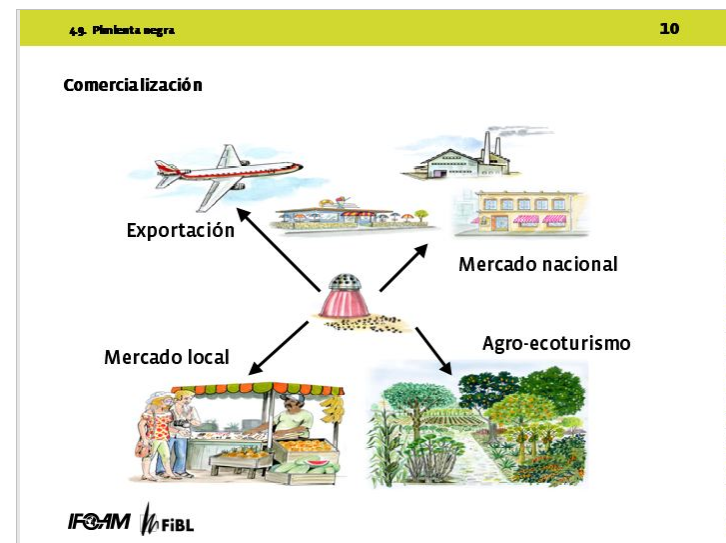 4.9. Pimienta negra
10
Comercialización
Exportación
Mercado nacional
Mercado local
Agro-ecoturismo
IFOAM FiBL